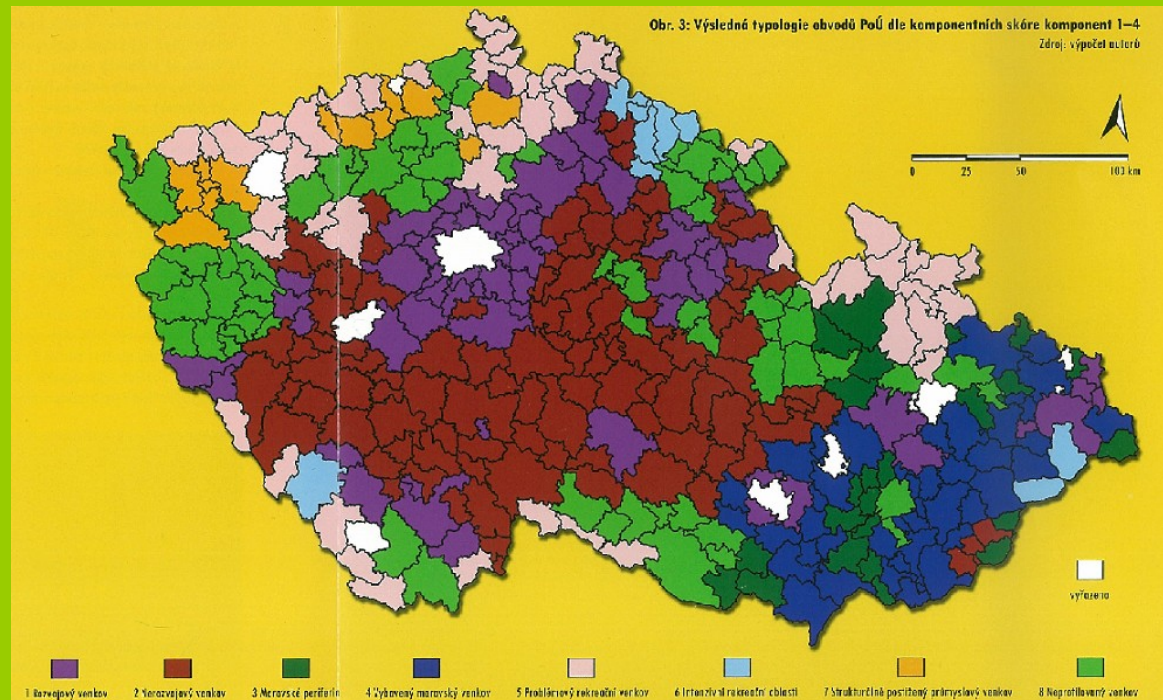 Obr. 3: Výsledná typologie obvodů PoÚ dle komponentních skóre komponent 1–4
Zdroj: výpočet autorů
0 25 50 100 km
vyřazeno
1 Rozvojový venkov
2 Nerozvojový venkov
3 Moravské periferie
4 Vybavený moravský venkov
5 Problémový rekreační venkov
6 Intenzivní rekreační oblasti
7 Strukturálně postižený průmyslový venkov
8 Neprofilovaný venkov